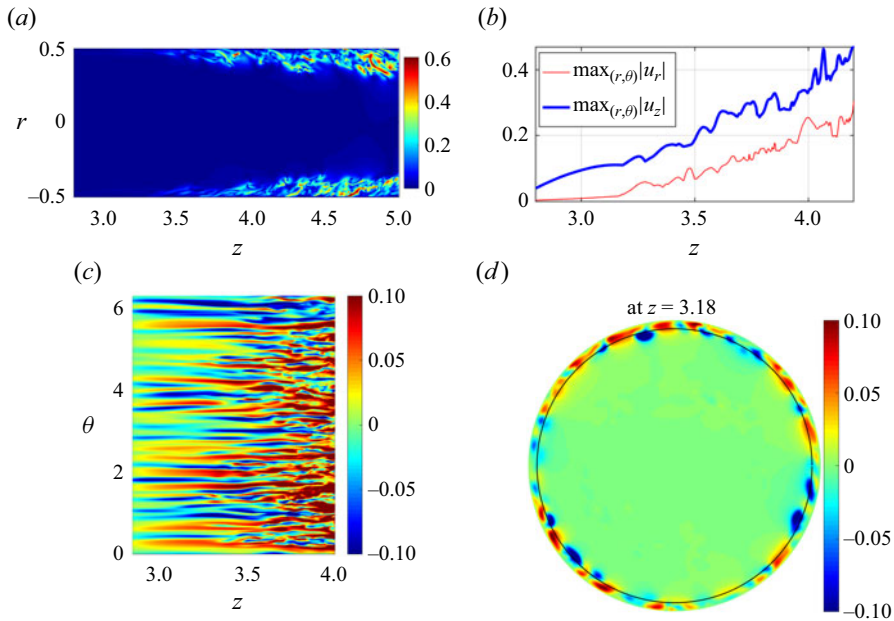 (a)
0.5
r
0
–0.5
3.0
3.5
4.0
4.5
5.0
z
0.6
0.4
0.2
0
(b)
0.4
0.2
0
max(r,θ)|ur|
max(r,θ)|uz|
3.0
3.5
4.0
z
(c)
6
4
θ
2
0
3.0
3.5
4.0
z
0.10
0.05
0
–0.05
–0.10
(d)
at z = 3.18
0.10
0.05
0
–0.05
–0.10